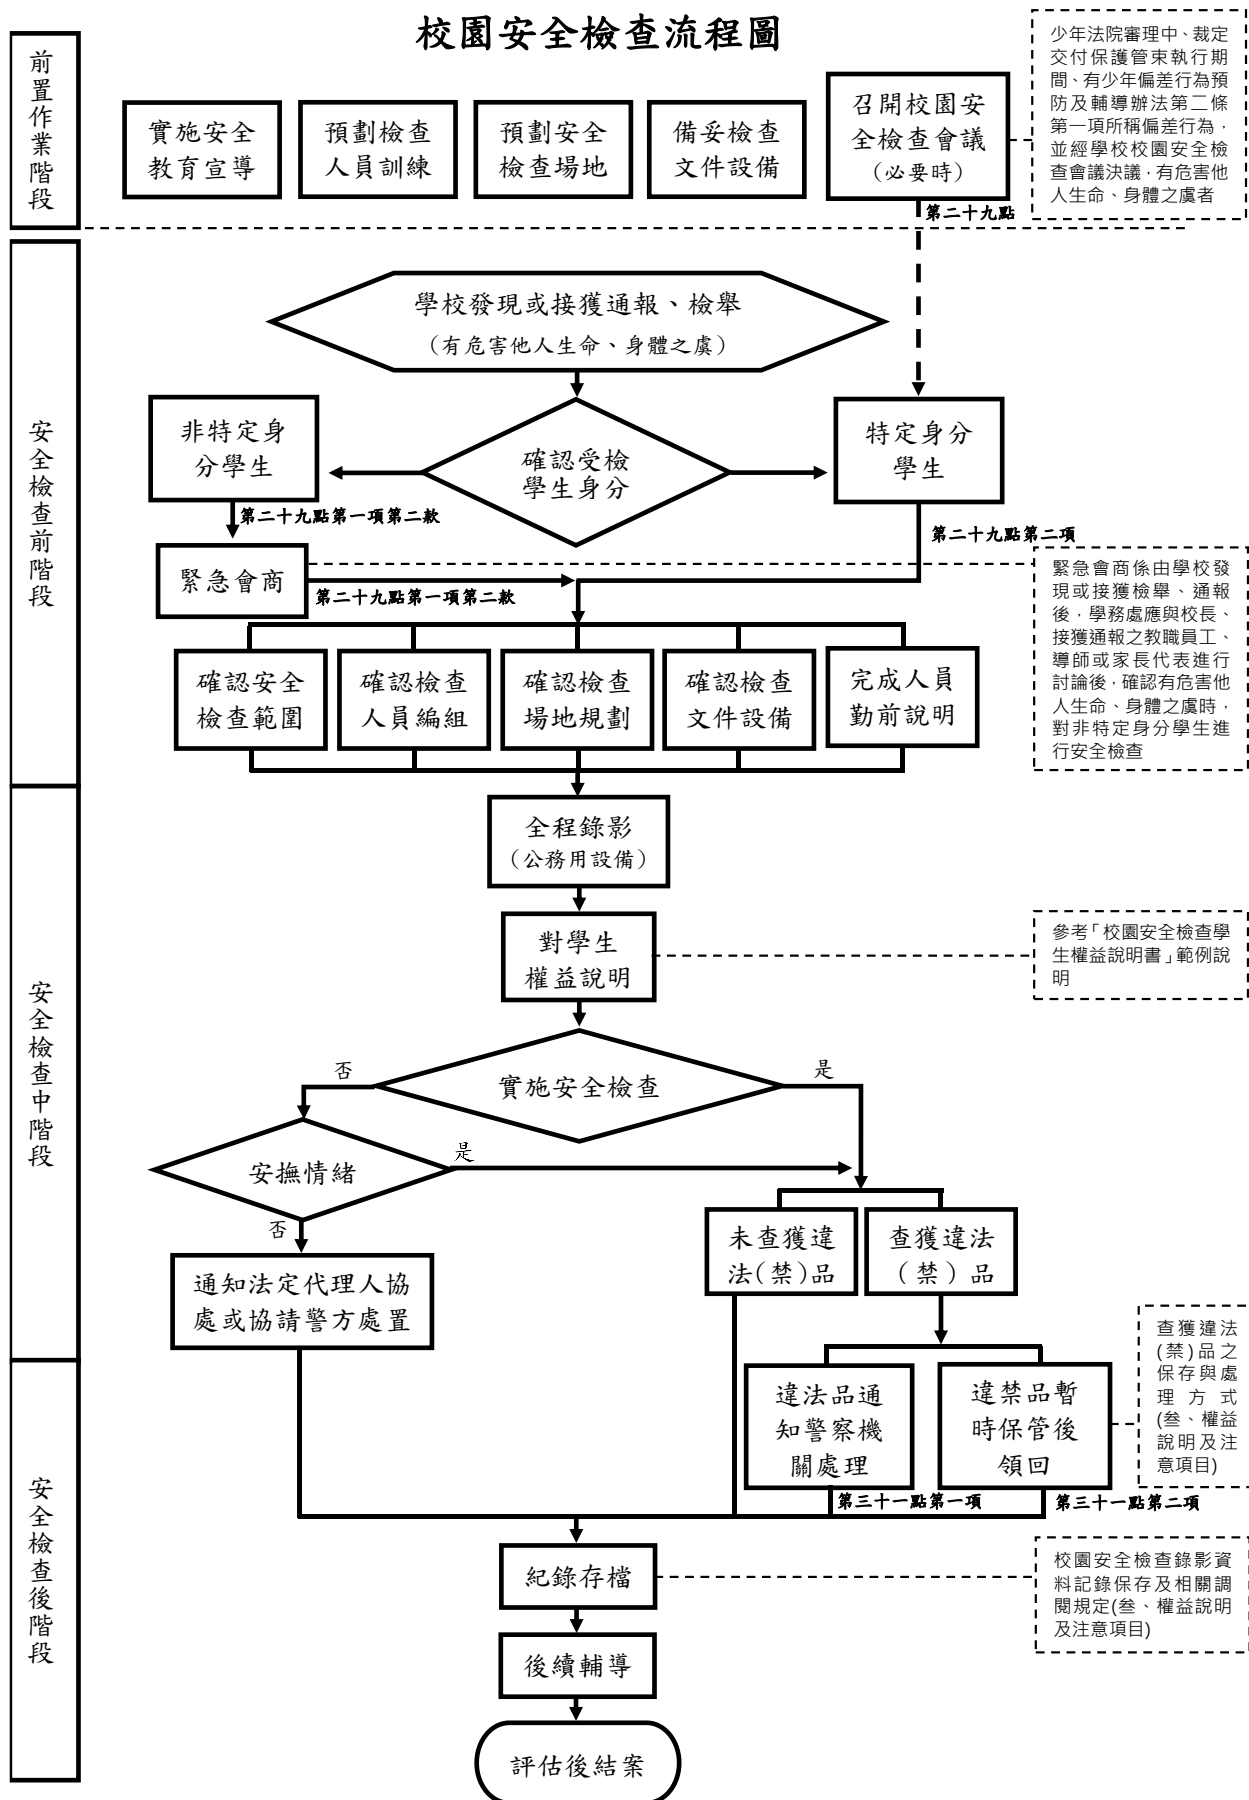 校園安全檢查流程圖
前置作業階段
實施安全
教育宣導
預劃檢查
人員訓練
預劃安全
檢查場地
備妥檢查
文件設備
召開校園安
全檢查會議
(必要時)
少年法院審理中、裁定
交付保護管束執行期
間、有少年偏差行為預
防及輔導辦法第二條
第一項所稱偏差行為，
並經學校校園安全檢
查會議決議，有危害他
人生命、身體之虞者
第二十九點
安全檢查前階段
學校發現或接獲通報、檢舉
(有危害他人生命、身體之虞)
非特定身
分學生
確認受檢
學生身分
特定身分
學生
第二十九點第一項第二款
第二十九點第二項
緊急會商
第二十九點第一項第二款
緊急會商係由學校發
現或接獲檢舉、通報
後，學務處應與校長、
接獲通報之教職員工、
導師或家長代表進行
討論後，確認有危害他
人生命、身體之虞時，
對非特定身分學生進
行安全檢查
確認安全
檢查範圍
確認檢查
人員編組
確認檢查
場地規劃
確認檢查
文件設備
完成人員
勤前說明
安全檢查中階段
全程錄影
(公務用設備)
對學生
權益說明
參考「校園安全檢查學
生權益說明書」範例說
明
實施安全檢查
否
是
安撫情緒
是
否
通知法定代理人協
處或協請警方處置
未查獲違
法(禁)品
查獲違法
(禁)品
安全檢查後階段
違法品通
知警察機
關處理
違禁品暫
時保管後
領回
查獲違法
(禁)品之
保存與處
理方式
(叁、權益
說明及注
意項目)
第三十一點第一項
第三十一點第二項
紀錄存檔
校園安全檢查錄影資
料記錄保存及相關調
閱規定(叁、權益說明
及注意項目)
後續輔導
評估後結案